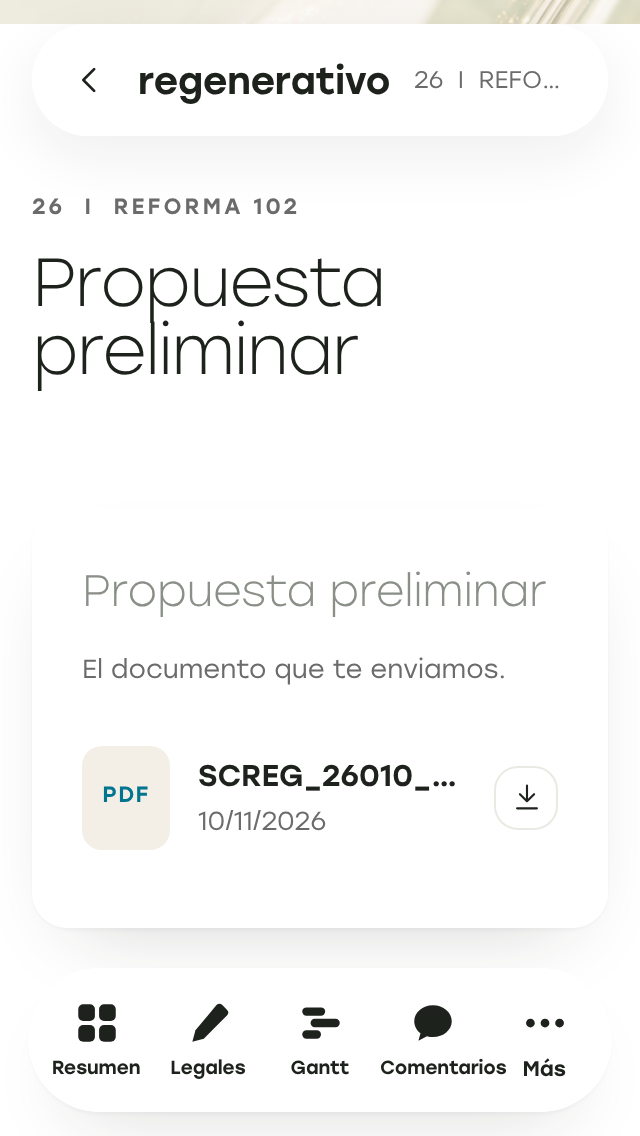 regenerativo 26 I REFO...
26 I REFORMA 102
Propuesta
preliminar
Propuesta preliminar
El documento que te enviamos.
PDF
SCREG_26010_...
10/11/2026
Resumen Legales Gantt Comentarios Más